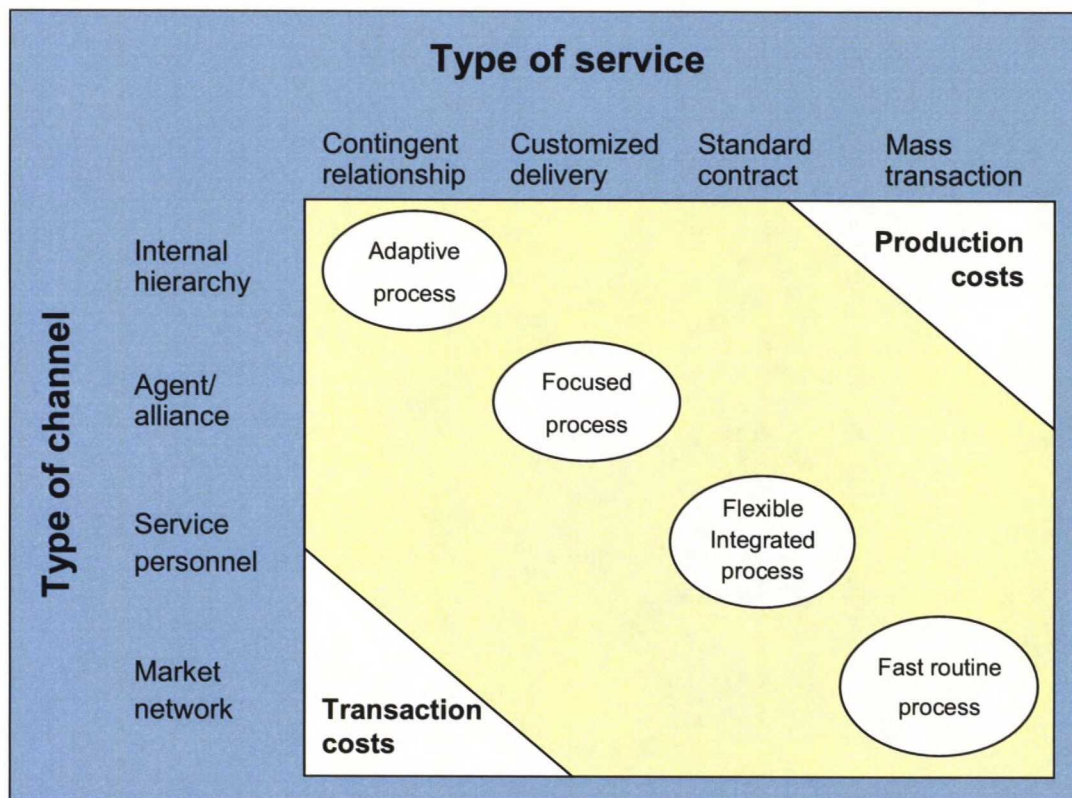 Type of service
Contingent
relationship
Customized
delivery
Standard
contract
Mass
transaction
Type of channel
Internal
hierarchy
Adaptive
process
Production
costs
Agent/
alliance
Focused
process
Service
personnel
Flexible
Integrated
process
Market
network
Transaction
costs
Fast routine
process